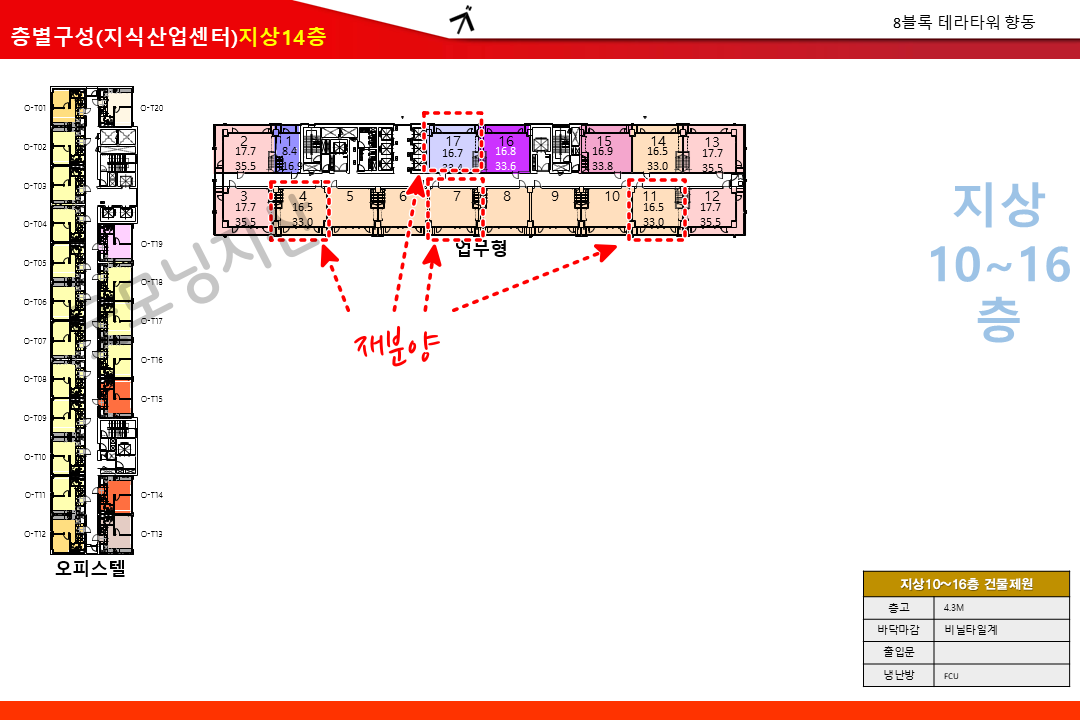 층별구성(지식산업센터)지상14층
8블록 테라타워 향동
O-T01
O-T20
O-T02
O-T03
O-T04
O-T19
O-T05
O-T18
O-T06
O-T17
O-T07
O-T16
O-T08
O-T15
O-T09
O-T10
O-T11
O-T14
O-T12
O-T13
오피스텔
2 1 17 16 15 14 13
17.7 8.4 16.7 16.8 16.9 16.5 17.7
35.5 16.9 33.4 33.6 33.8 33.0 35.5
3 4 5 6 7 8 9 10 11 12
17.7 16.5 16.5 17.7
35.5 33.0 33.0 35.5
업무형
재분양
지상
10~16
층
지상10~16층 건물제원
층고 4.3M
바닥마감 비닐타일계
출입문
냉난방 FCU